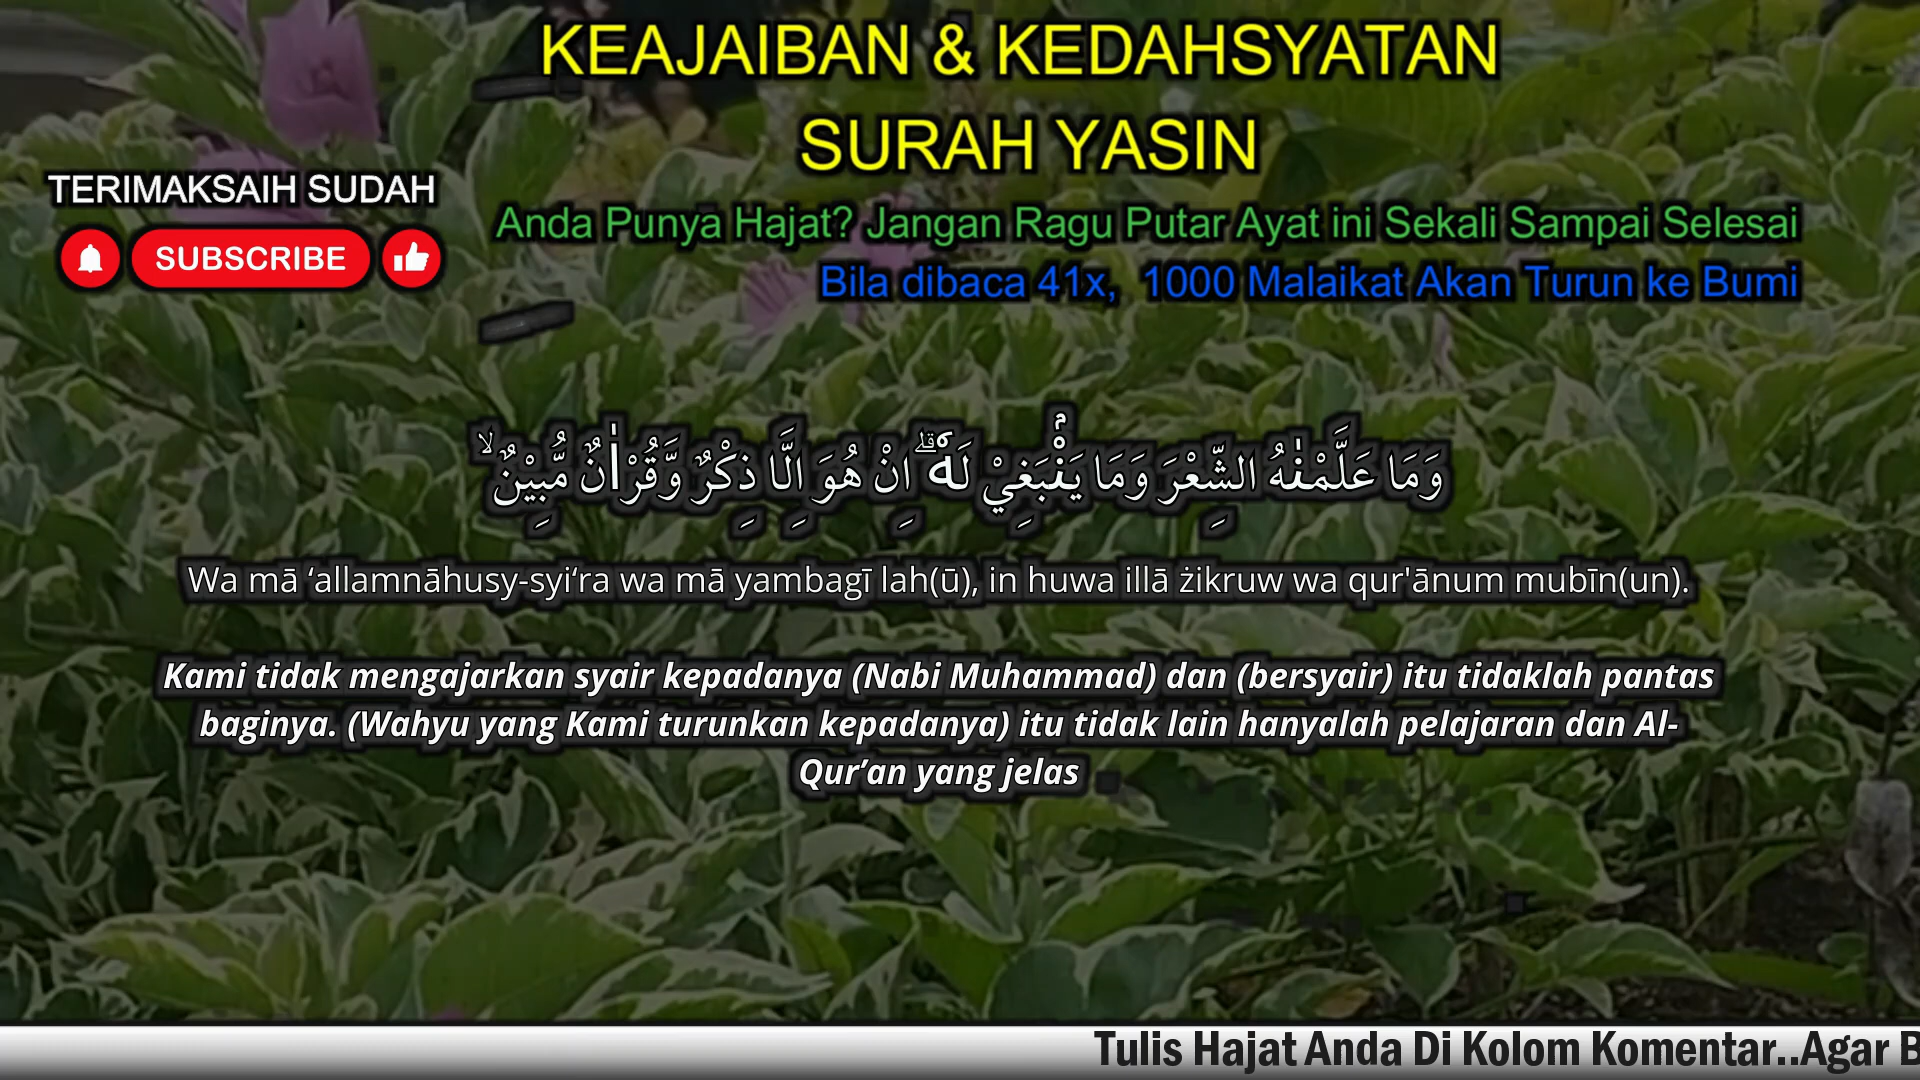 KEAJAIBAN & KEDAHSYATAN
SURAH YASIN
TERIMAKSAIH SUDAH
SUBSCRIBE
Anda Punya Hajat? Jangan Ragu Putar Ayat ini Sekali Sampai Selesai
Bila dibaca 41x, 1000 Malaikat Akan Turun ke Bumi
وَمَا عَلَّمْنٰهُ الشِّعْرَ وَمَا يَنْۢبَغِيْ لَهٗ ۗاِنْ هُوَ اِلَّا ذِكْرٌ وَّقُرْاٰنٌ مُّبِيْنٌ ۙ
Wa mā ‘allamnāhusy-syi‘ra wa mā yambagī lah(ū), in huwa illā żikruw wa qur'ānum mubīn(un).
Kami tidak mengajarkan syair kepadanya (Nabi Muhammad) dan (bersyair) itu tidaklah pantas
baginya. (Wahyu yang Kami turunkan kepadanya) itu tidak lain hanyalah pelajaran dan Al-
Qur’an yang jelas
Tulis Hajat Anda Di Kolom Komentar..Agar B